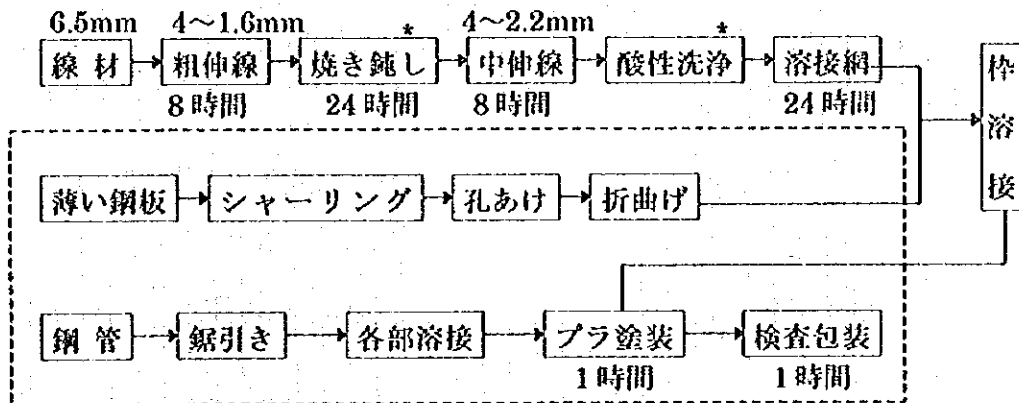 6.5mm 4～1.6mm * 4～2.2mm *
線材 粗伸線 焼き鈍し 中伸線 酸性洗浄 溶接網
8時間 24時間 8時間 24時間
枠溶接
薄い鋼板 シャーリング 孔あけ 折曲げ
鋼管 鋸引き 各部溶接 プラ塗装 検査包装
1時間 1時間